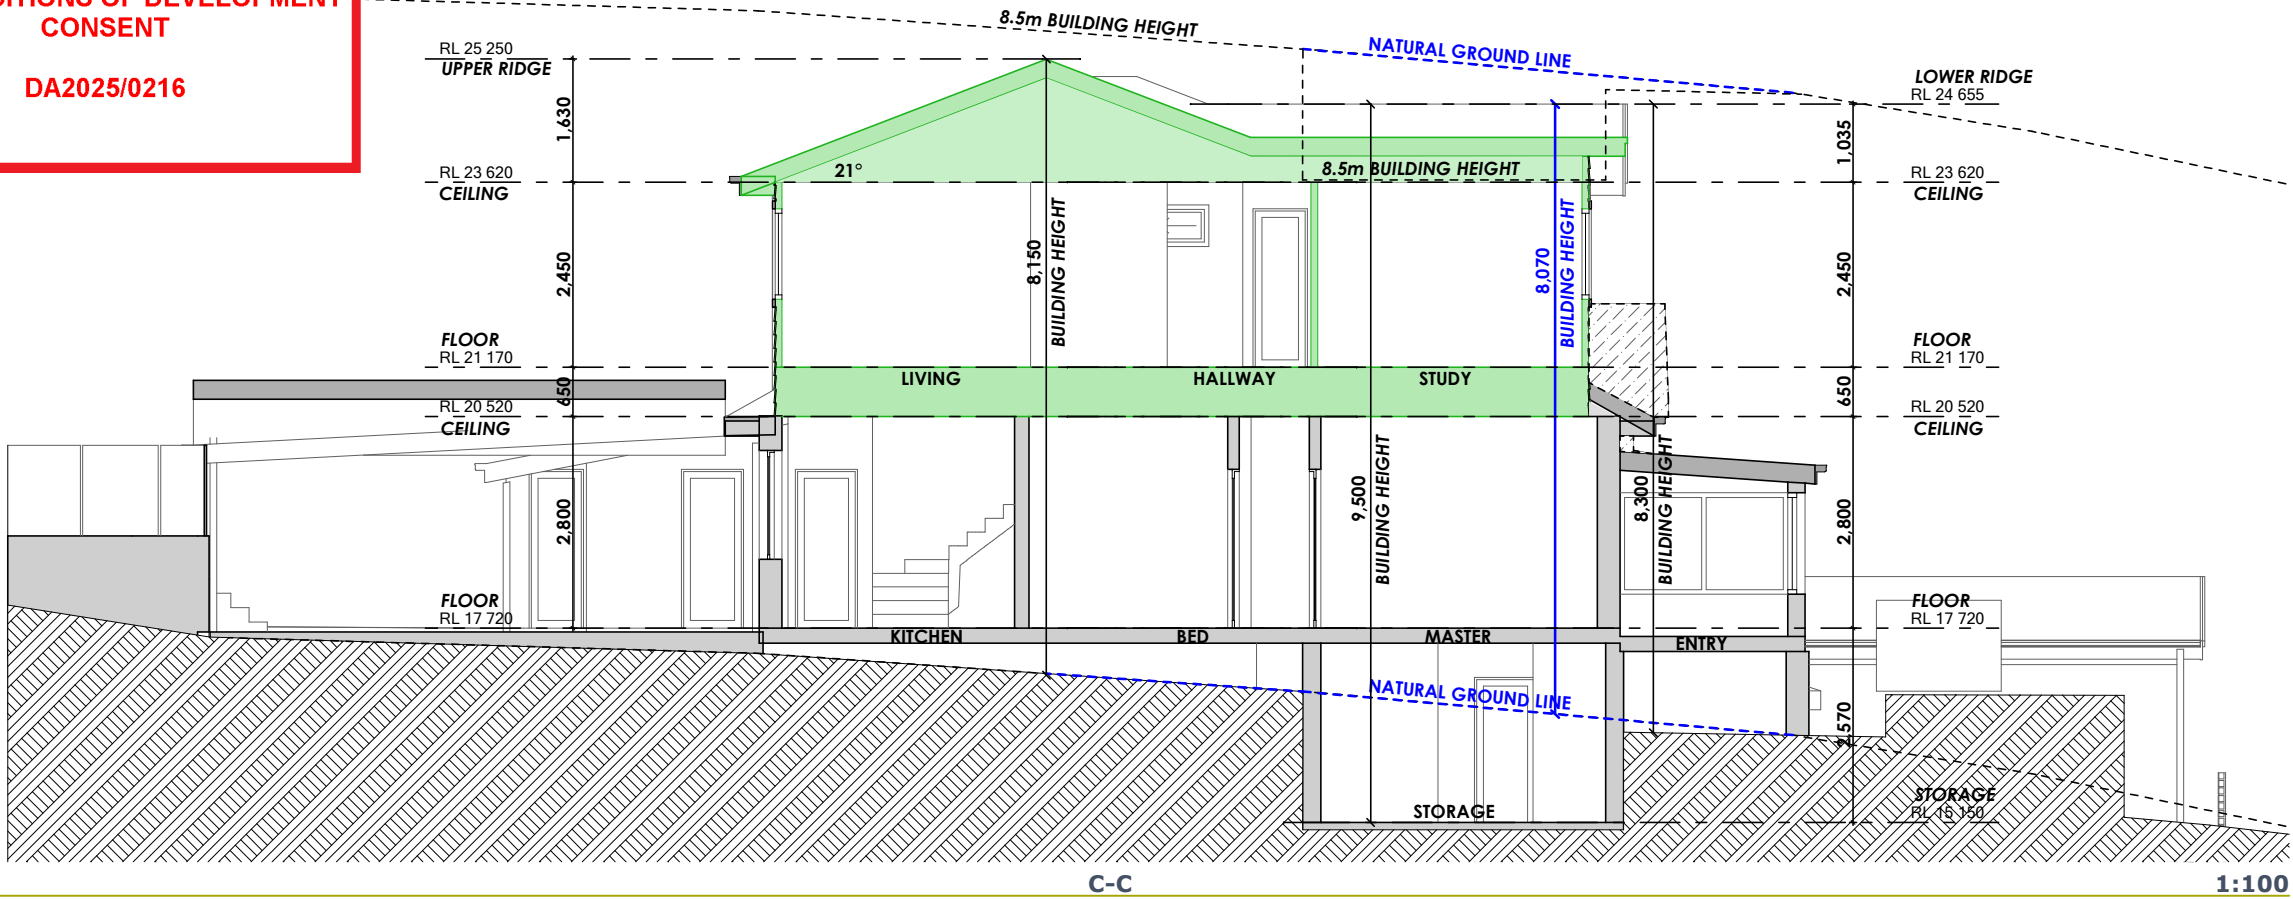 CONSENT
DA2025/0216
8.5m BUILDING HEIGHT
NATURAL GROUND LINE
RL 25 250
UPPER RIDGE
LOWER RIDGE
RL 24 655
1,630
1,035
21°
8.5m BUILDING HEIGHT
RL 23 620
CEILING
RL 23 620
CEILING
2,450
8,150
BUILDING HEIGHT
8,070
BUILDING HEIGHT
2,450
FLOOR
RL 21 170
FLOOR
RL 21 170
LIVING
HALLWAY
STUDY
650
650
RL 20 520
CEILING
RL 20 520
CEILING
2,800
9,500
BUILDING HEIGHT
8,300
BUILDING HEIGHT
2,800
FLOOR
RL 17 720
FLOOR
RL 17 720
KITCHEN
BED
MASTER
ENTRY
NATURAL GROUND LINE
2,570
STORAGE
STORAGE
RL 15 150
C-C
1:100